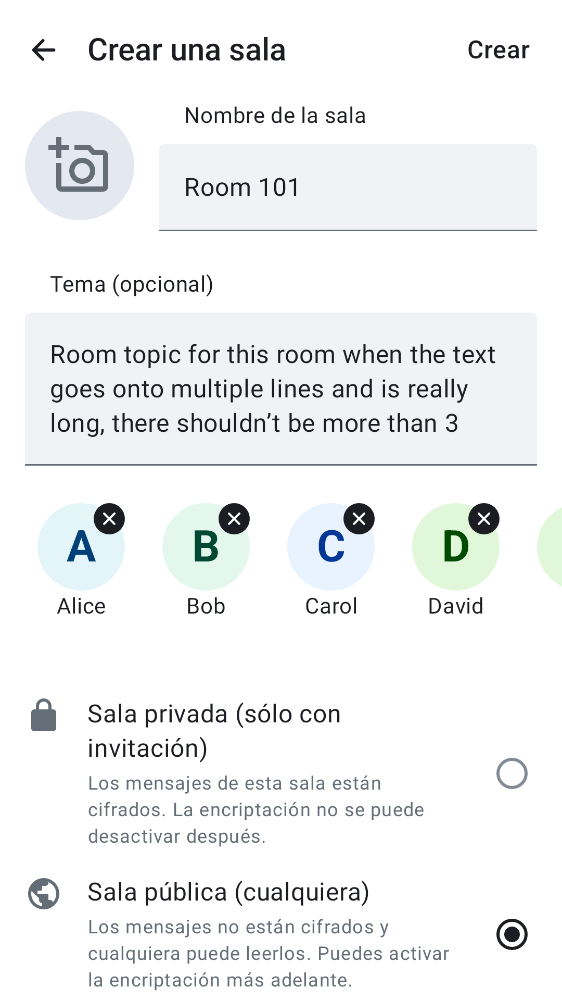 Crear una sala
Crear
Nombre de la sala
Room 101
Tema (opcional)
Room topic for this room when the text
goes onto multiple lines and is really
long, there shouldn’t be more than 3
A
B
C
D
Alice
Bob
Carol
David
Sala privada (sólo con
invitación)
Los mensajes de esta sala están
cifrados. La encriptación no se puede
desactivar después.
Sala pública (cualquiera)
Los mensajes no están cifrados y
cualquiera puede leerlos. Puedes activar
la encriptación más adelante.